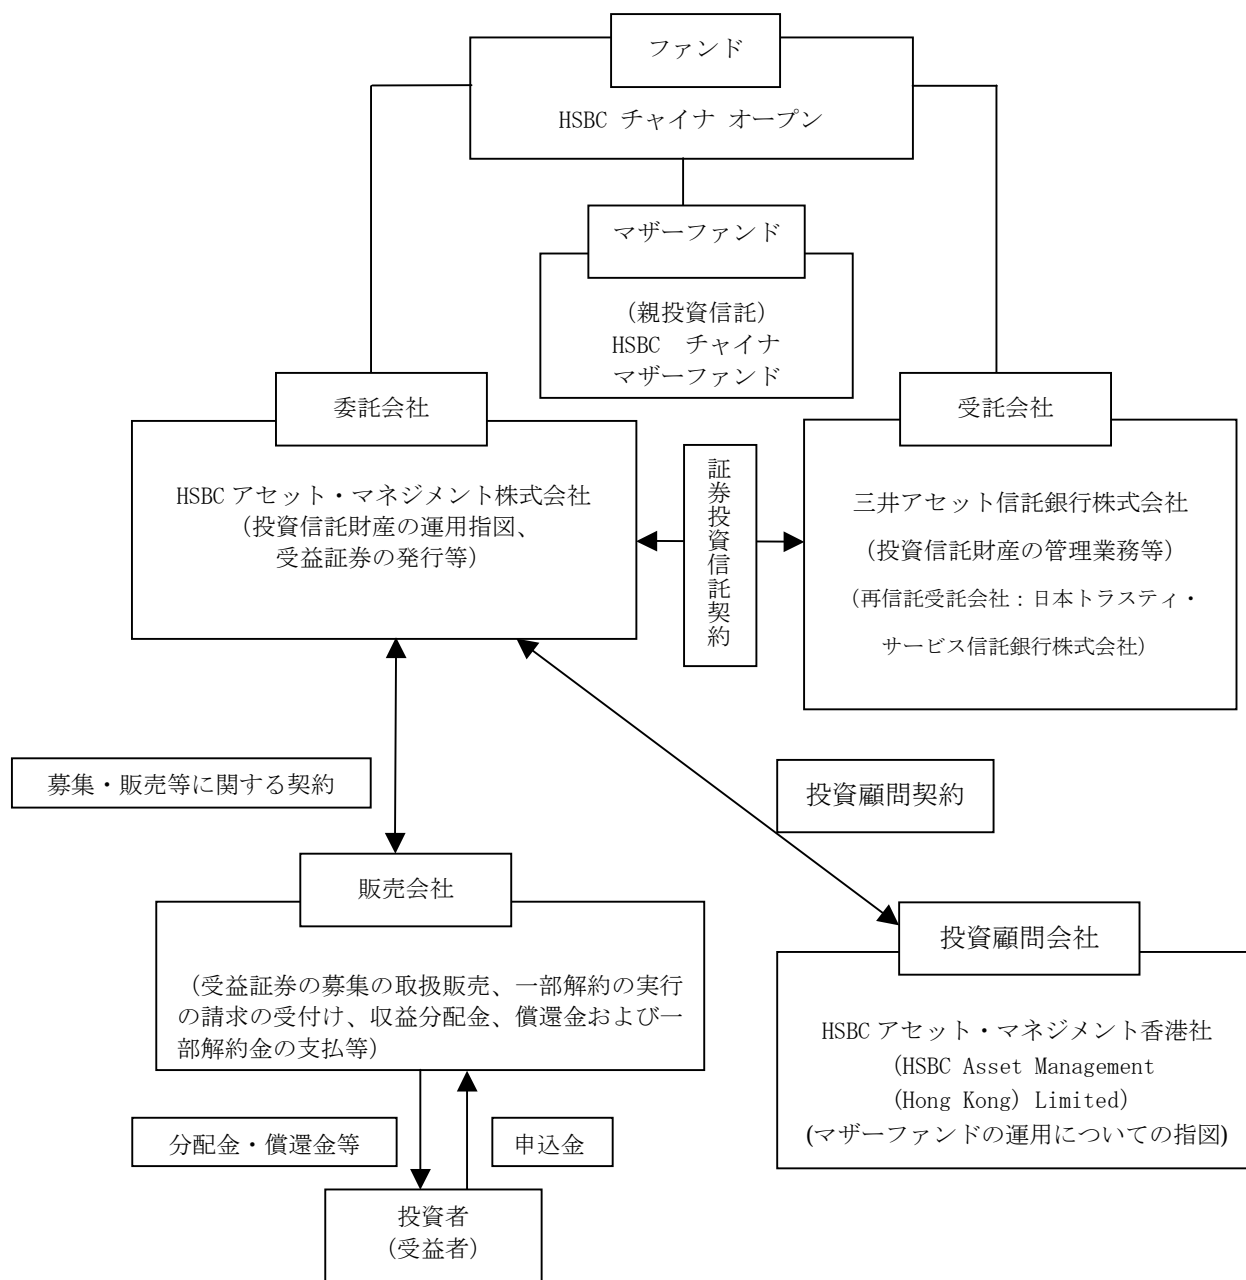 ファンド
HSBC チャイナ オープン
マザーファンド
（親投資信託）
HSBC　チャイナ
マザーファンド
委託会社
HSBC アセット・マネジメント株式会社
（投資信託財産の運用指図、
受益証券の発行等）
証券投資信託契約
受託会社
三井アセット信託銀行株式会社
（投資信託財産の管理業務等）
（再信託受託会社：日本トラスティ・
サービス信託銀行株式会社）
募集・販売等に関する契約
投資顧問契約
販売会社
（受益証券の募集の取扱販売、一部解約の実行
の請求の受付け、収益分配金、償還金および一
部解約金の支払等）
投資顧問会社
HSBC アセット・マネジメント香港社
(HSBC Asset Management
(Hong Kong) Limited)
(マザーファンドの運用についての指図)
分配金・償還金等
申込金
投資者
（受益者）